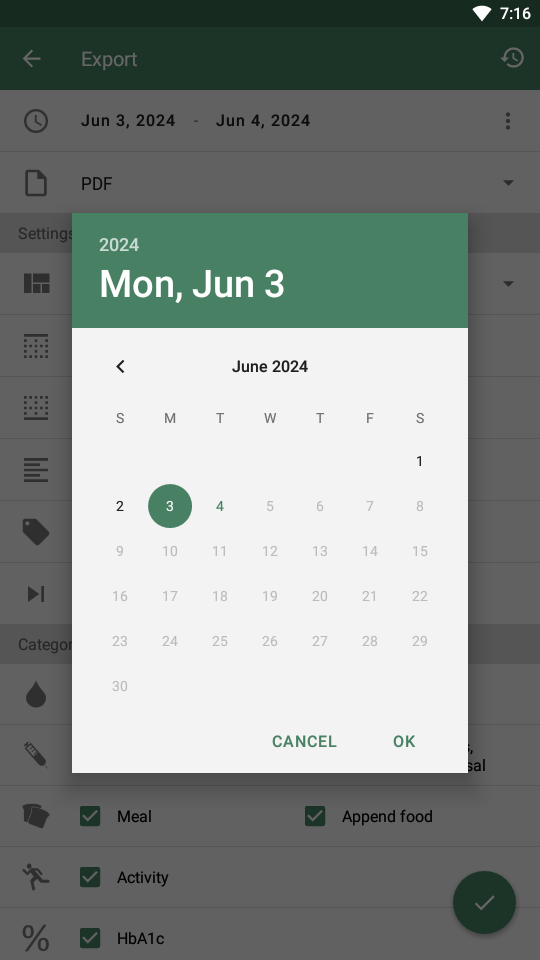 7:16
Export
Jun 3, 2024 - Jun 4, 2024
PDF
Settings
2024
Mon, Jun 3
June 2024
S M T W T F S
1
2 3 4 5 6 7 8
9 10 11 12 13 14 15
16 17 18 19 20 21 22
23 24 25 26 27 28 29
30
CANCEL OK
Meal Append food
Activity
% HbA1c